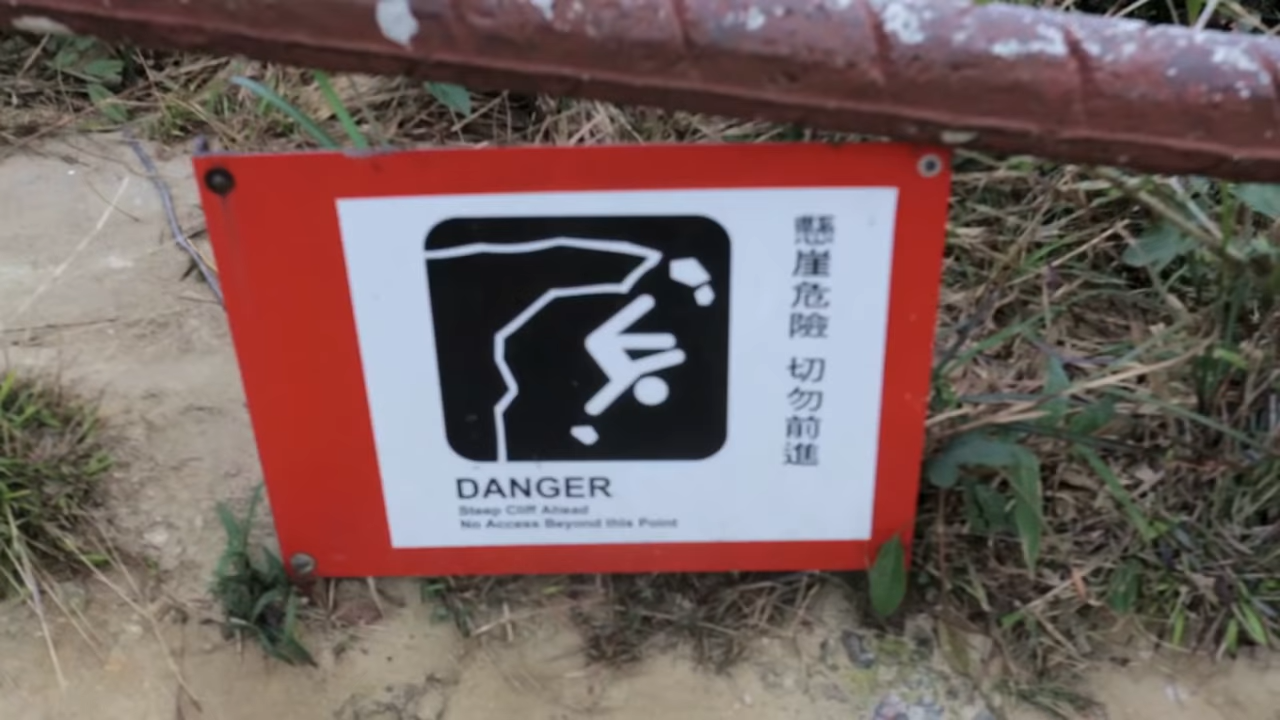 懸崖危險 切勿前進
DANGER
Steep Cliff Ahead
No Access Beyond this Point